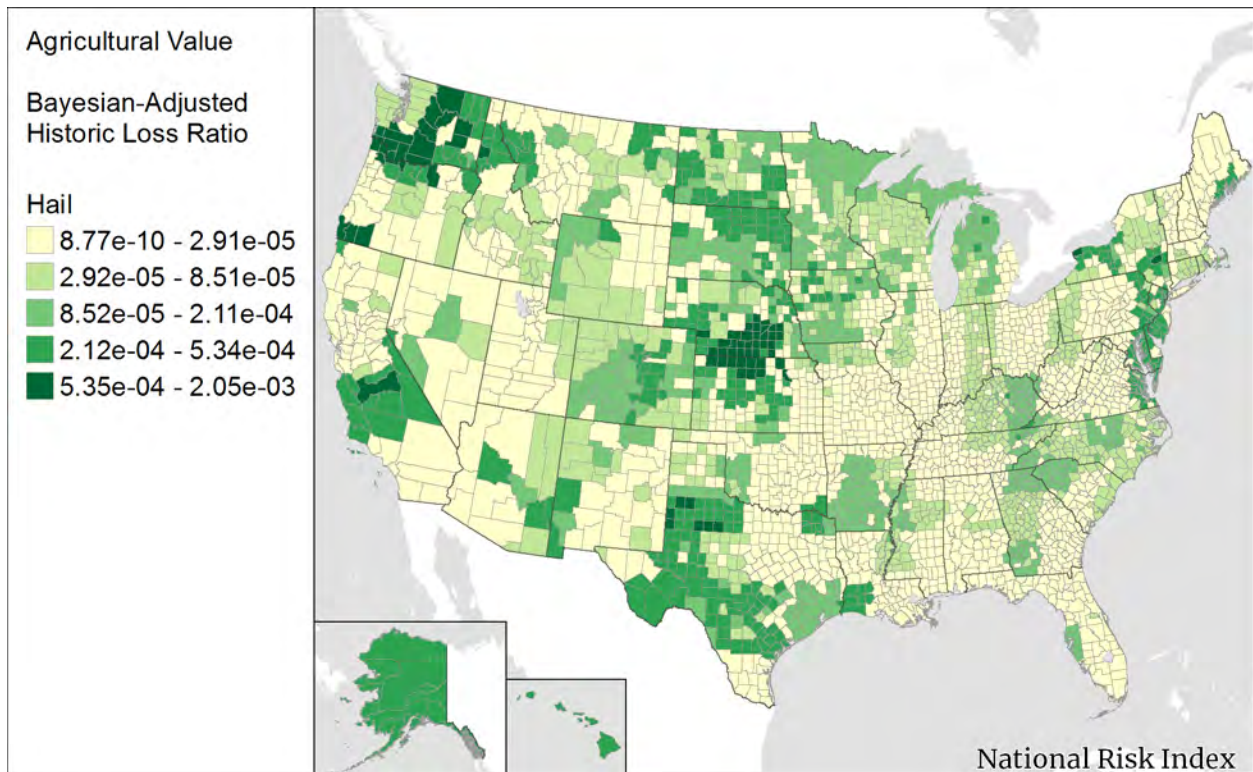 Agricultural Value
Bayesian-Adjusted
Historic Loss Ratio
Hail
8.77e-10 - 2.91e-05
2.92e-05 - 8.51e-05
8.52e-05 - 2.11e-04
2.12e-04 - 5.34e-04
5.35e-04 - 2.05e-03
National Risk Index